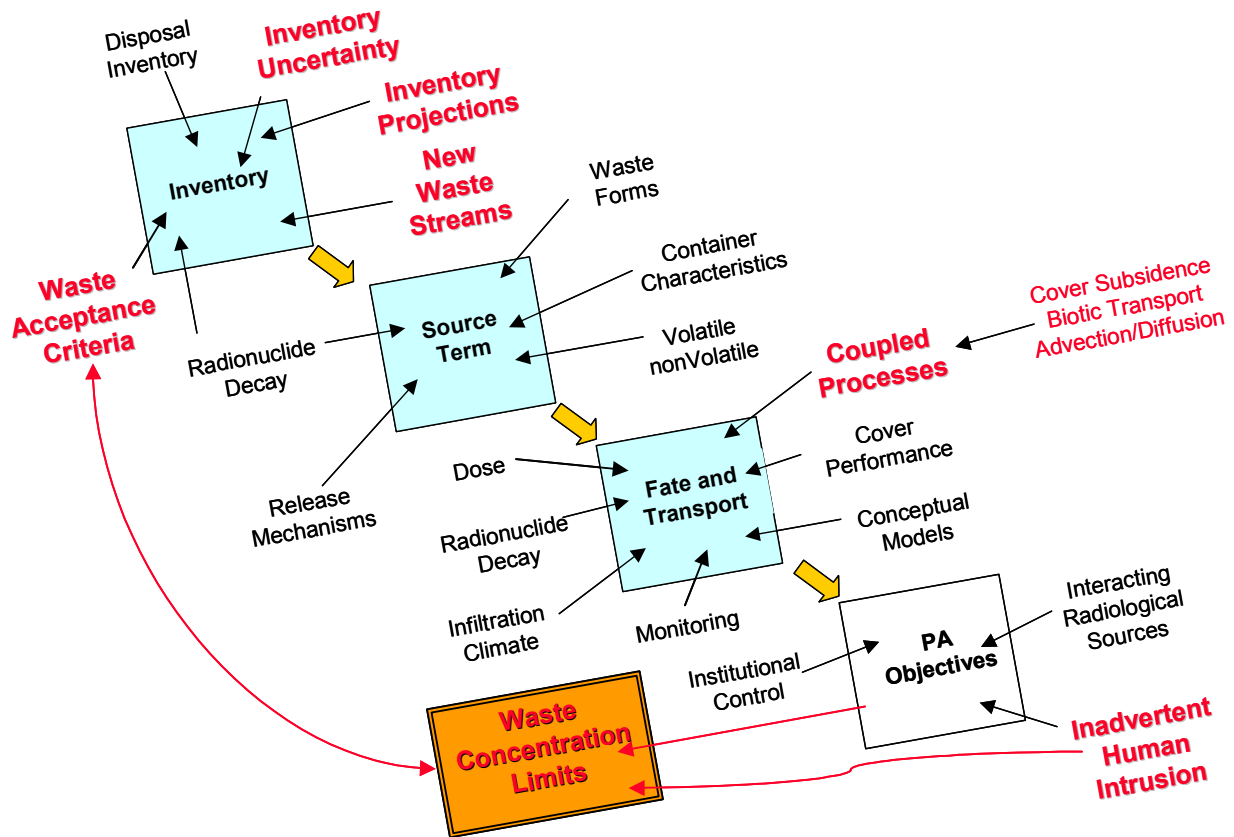 Disposal
Inventory
Inventory
Uncertainty
Inventory
Projections
New
Waste
Streams
Inventory
Waste
Acceptance
Criteria
Radionuclide
Decay
Waste
Forms
Container
Characteristics
Source
Term
Volatile
nonVolatile
Release
Mechanisms
Cover Subsidence
Biotic Transport
Advection/Diffusion
Coupled
Processes
Cover
Performance
Dose
Fate and
Transport
Radionuclide
Decay
Conceptual
Models
Infiltration
Climate
Monitoring
Interacting
Radiological
Sources
PA
Objectives
Institutional
Control
Inadvertent
Human
Intrusion
Waste
Concentration
Limits